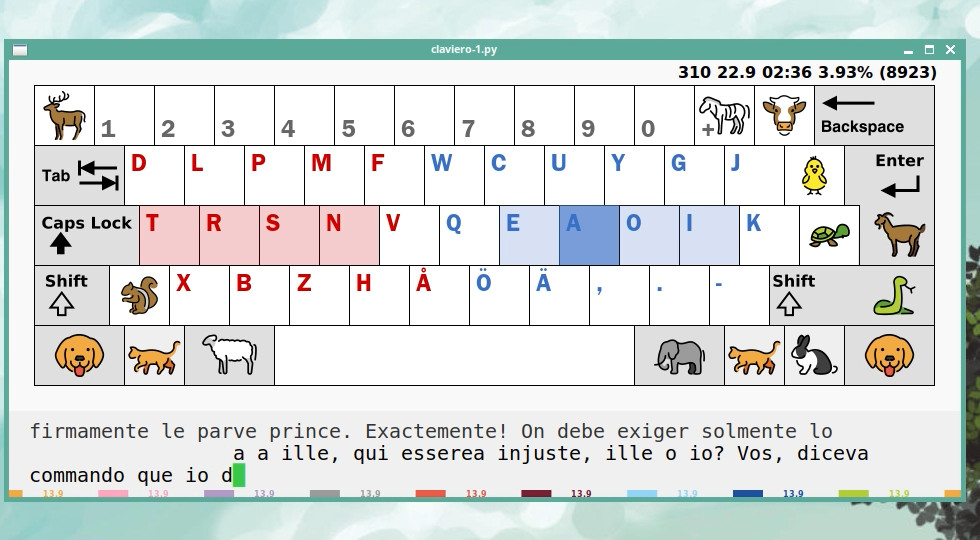 claviero-1.py
310 22.9 02:36 3.93% (8923)
1 2 3 4 5 6 7 8 9 0 + Backspace
Tab D L P M F W C U Y G J Enter
Caps Lock T R S N V Q E A O I K
Shift X B Z H Å Ö Ä , . - Shift
firmamente le parve prince. Exactemente! On debe exiger solmente lo
a a ille, qui esserea injuste, ille o io? Vos, diceva
commando que io d
13.9 13.9 13.9 13.9 13.9 13.9 13.9 13.9 13.9